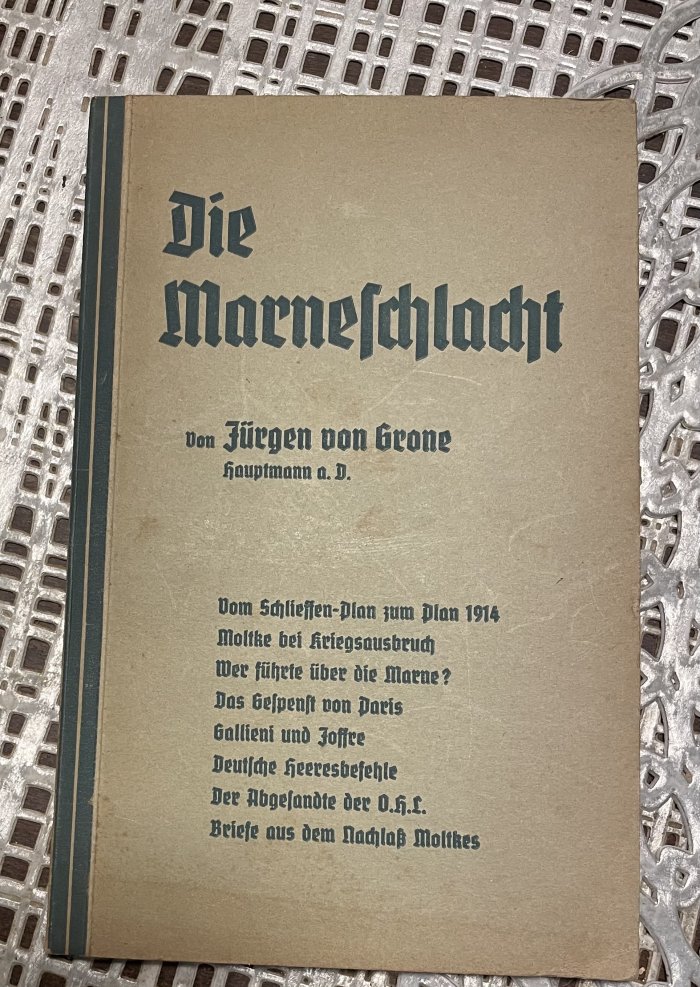 Die
Marneſchlacht
von Jürgen von Grone
Hauptmann a. D.
Vom Schlieffen-Plan zum Plan 1914
Moltke bei Kriegsausbruch
Wer führte über die Marne?
Das Geſpenſt von Paris
Gallieni und Joffre
Deutſche Heeresbefehle
Der Abgeſandte der O.H.L.
Briefe aus dem Nachlaß Moltkes